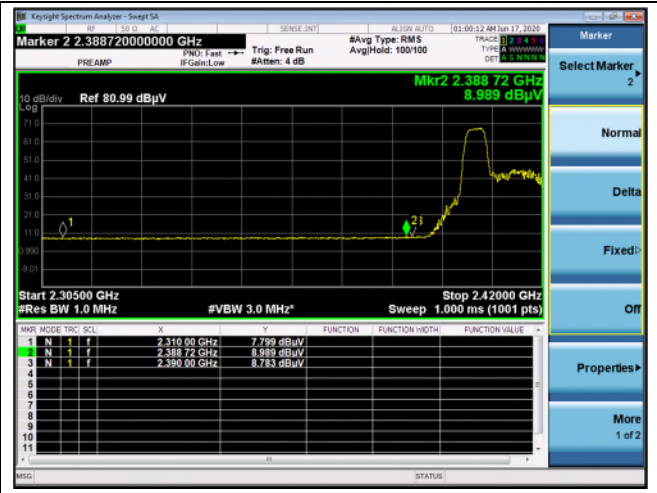 Keysight Spectrum Analyzer - Swept SA
RF 50 Ω AC SENSE:INT ALIGN AUTO 01:00:12 AM Jun 17, 2020
Marker 2 2.388720000000 GHz
PREAMP
PNO: Fast
IFGain:Low
Trig: Free Run
#Atten: 4 dB
#Avg Type: RMS
Avg|Hold: 100/100
TRACE 1 2 3 4 5 6
TYPE A WWWWW
DET A S N N N N
Mkr2 2.388 72 GHz
8.989 dBµV
10 dB/div Ref 80.99 dBµV
Log
71.0
61.0
51.0
41.0
31.0
21.0
11.0
0.990
-9.01
1
2
3
Start 2.30500 GHz
Stop 2.42000 GHz
#Res BW 1.0 MHz
#VBW 3.0 MHz*
Sweep 1.000 ms (1001 pts)
MKR MODE TRC SCL X Y FUNCTION FUNCTION WIDTH FUNCTION VALUE
1 N 1 f 2.310 00 GHz 7.799 dBµV
2 N 1 f 2.388 72 GHz 8.989 dBµV
3 N 1 f 2.390 00 GHz 8.783 dBµV
4
5
6
7
8
9
10
11
MSG
STATUS
Marker
Select Marker
2
Normal
Delta
Fixed
Off
Properties
More
1 of 2